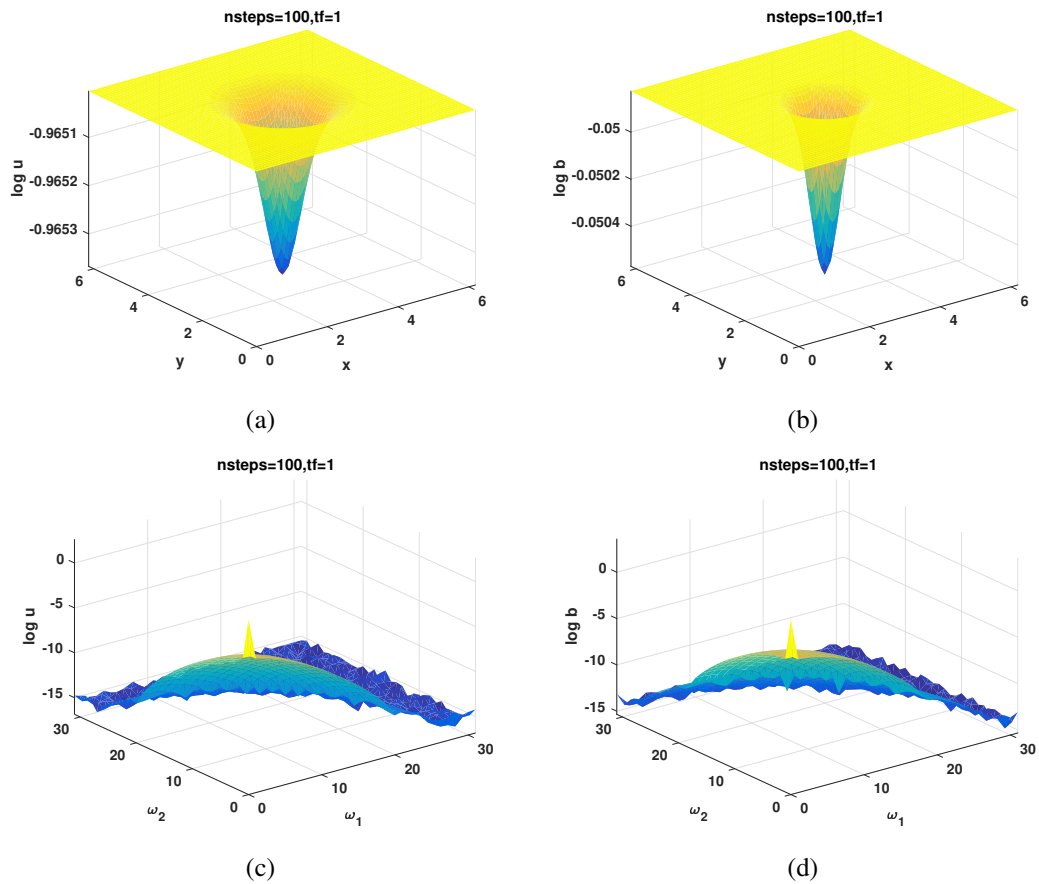 nsteps=100,tf=1
-0.9651
-0.9652
-0.9653
log u
6
4
2
0
y
0
2
4
6
x
(a)
nsteps=100,tf=1
-0.05
-0.0502
-0.0504
log b
6
4
2
0
y
0
2
4
6
x
(b)
nsteps=100,tf=1
0
-5
-10
-15
log u
30
20
10
0
ω2
0
10
20
30
ω1
(c)
nsteps=100,tf=1
0
-5
-10
-15
log b
30
20
10
0
ω2
0
10
20
30
ω1
(d)